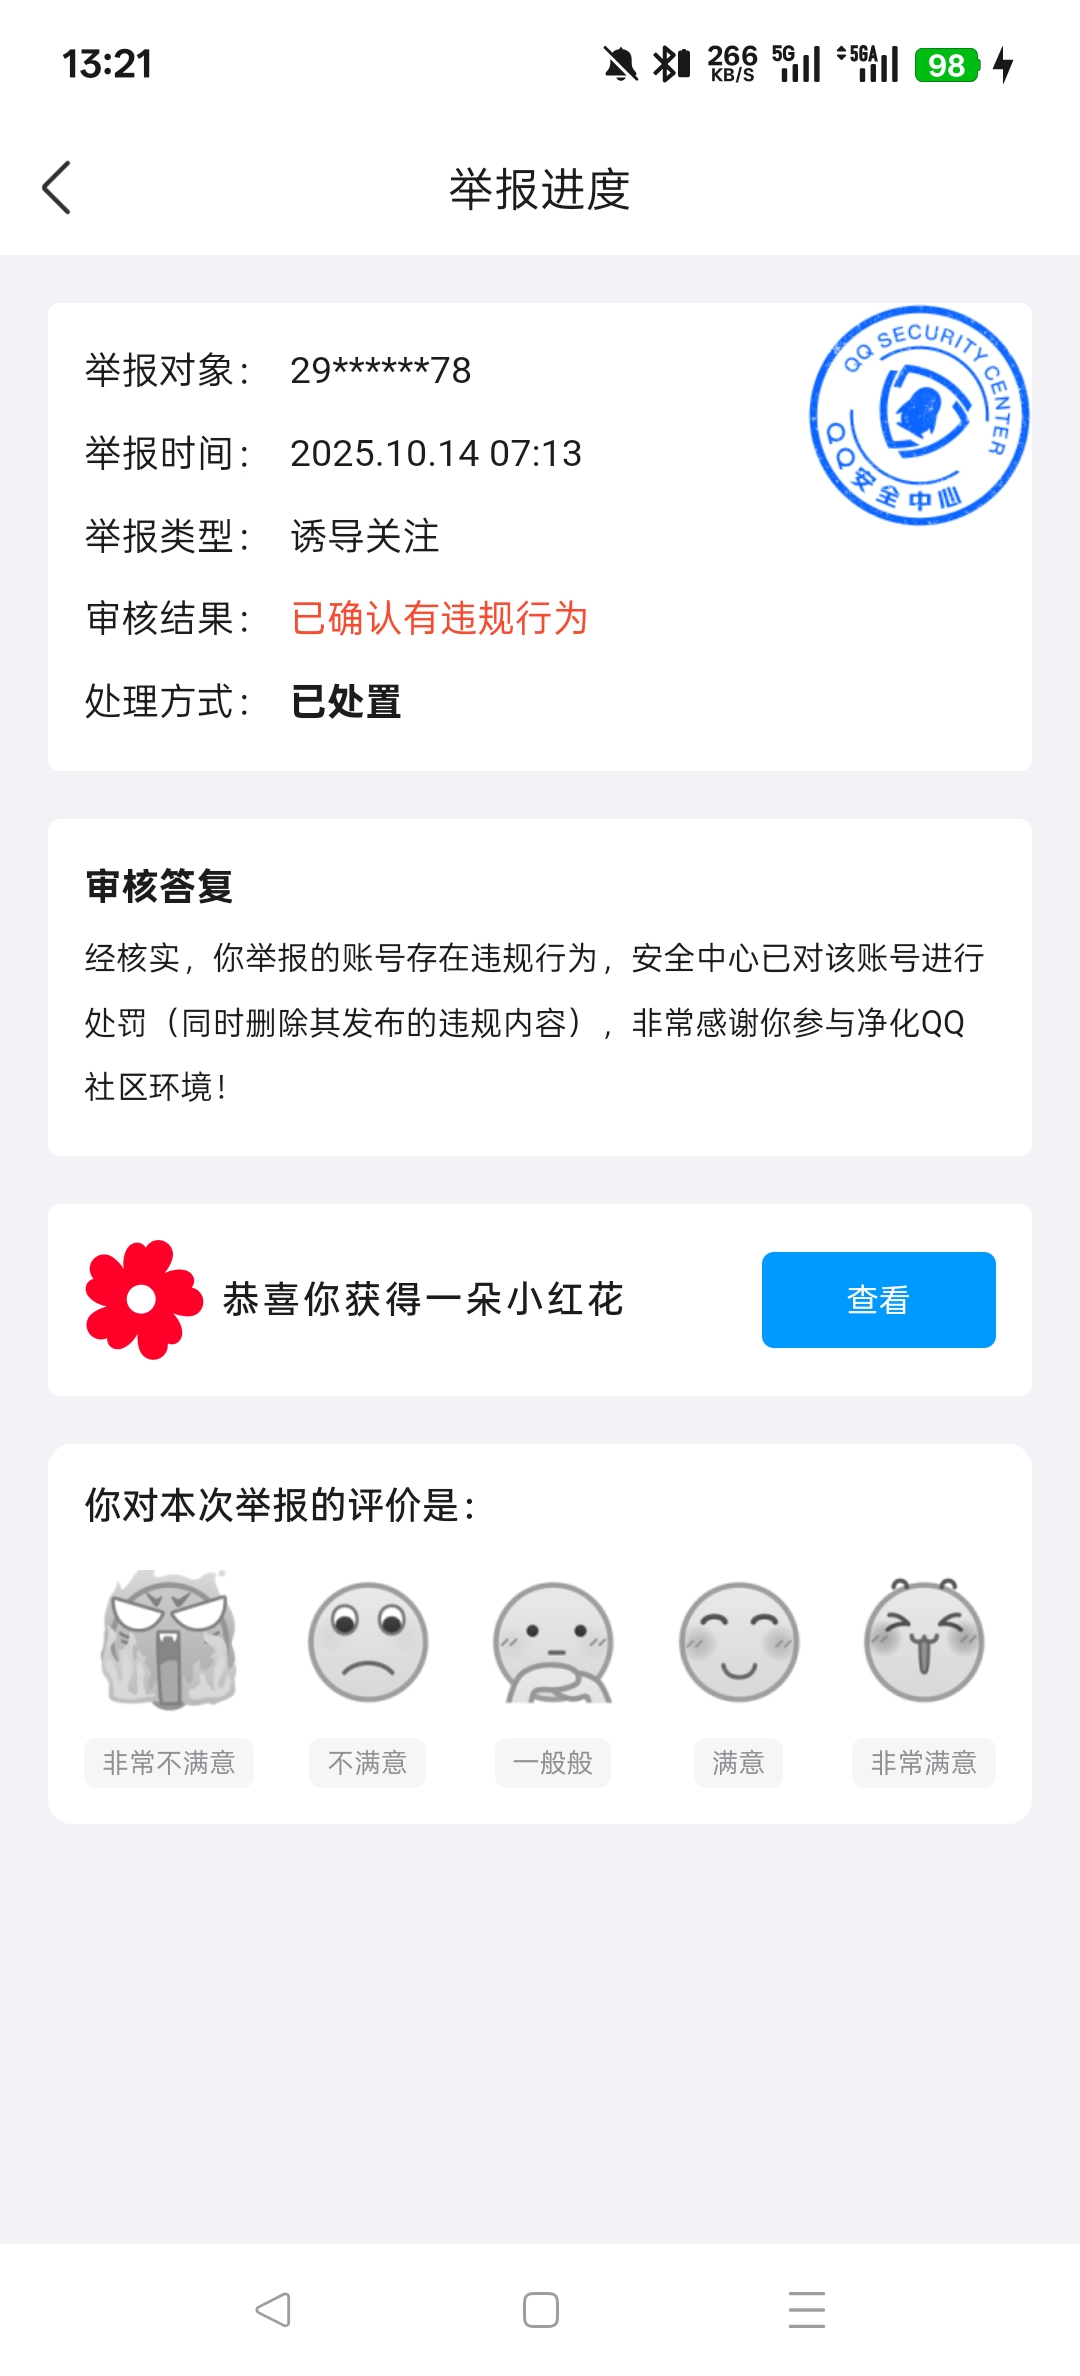 13:21
266 KB/S 5G 5GA 98
举报进度
举报对象： 29******78
举报时间： 2025.10.14 07:13
举报类型： 诱导关注
审核结果： 已确认有违规行为
处理方式： 已处置
QQ SECURITY CENTER
QQ安全中心
审核答复
经核实，你举报的账号存在违规行为，安全中心已对该账号进行
处罚（同时删除其发布的违规内容），非常感谢你参与净化QQ
社区环境！
恭喜你获得一朵小红花
查看
你对本次举报的评价是：
非常不满意 不满意 一般般 满意 非常满意